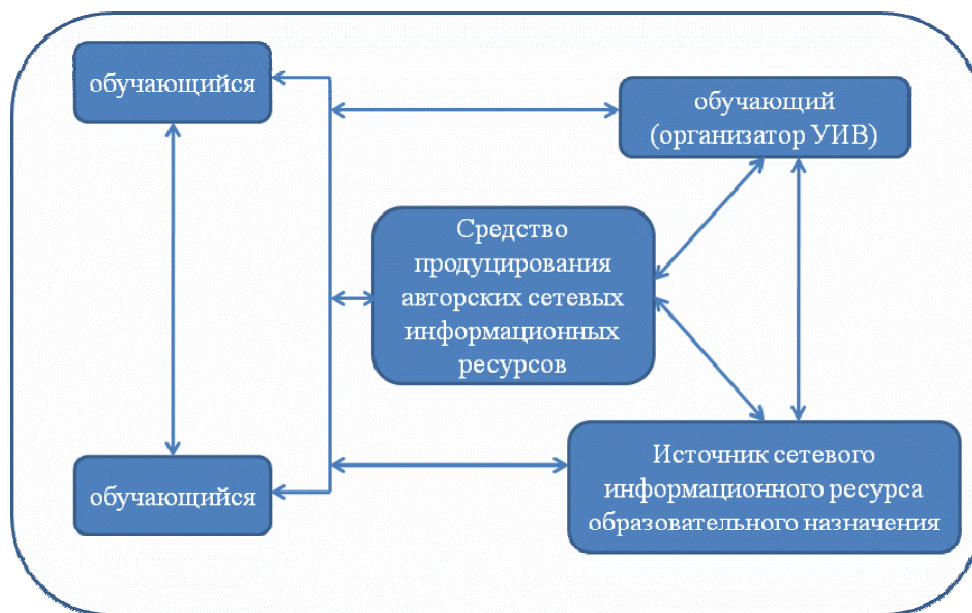 обучающийся
обучающий
(организатор УИВ)
Средство
продуцирования
авторских сетевых
информационных
ресурсов
обучающийся
Источник сетевого
информационного ресурса
образовательного назначения